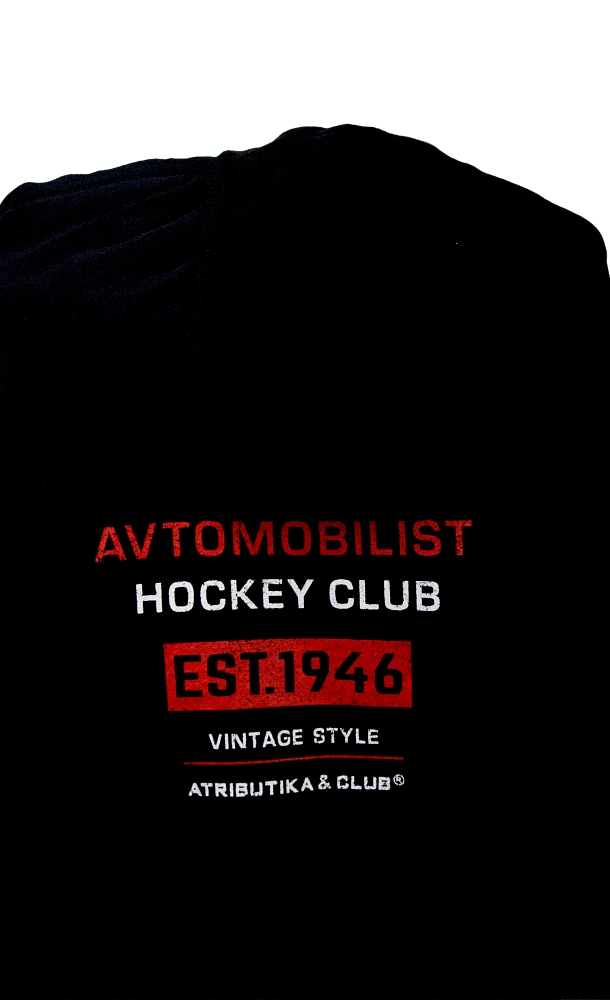 AVTOMOBILIST
HOCKEY CLUB
EST.1946
VINTAGE STYLE
ATRIBUTIKA & CLUB®